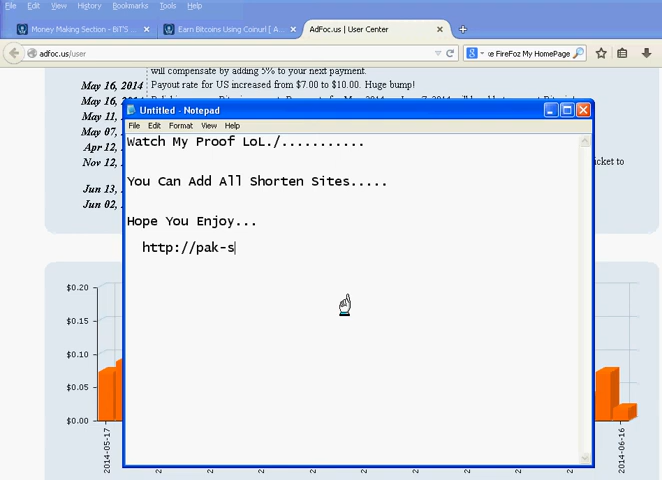 File Edit View History Bookmarks Tools Help
Money Making Section - BiTS ...
Earn Bitcoins Using Coinurl [ A...
AdFoc.us | User Center
adfoc.us/user
FireFoz My HomePage
will compensate by adding 5% to your next payment.
May 16, 2014 Payout rate for US increased from $7.00 to $10.00. Huge bump!
May 16,
May 11,
May 07,
Apr 12,
Nov 12,
Jun 13,
Jun 02,
cket to
Untitled - Notepad
File Edit Format View Help
Watch My Proof LoL./...........
You Can Add All Shorten Sites.....
Hope You Enjoy...
http://pak-s
$0.20
$0.15
$0.10
$0.05
$0.00
2014-05-17
2014-06-16